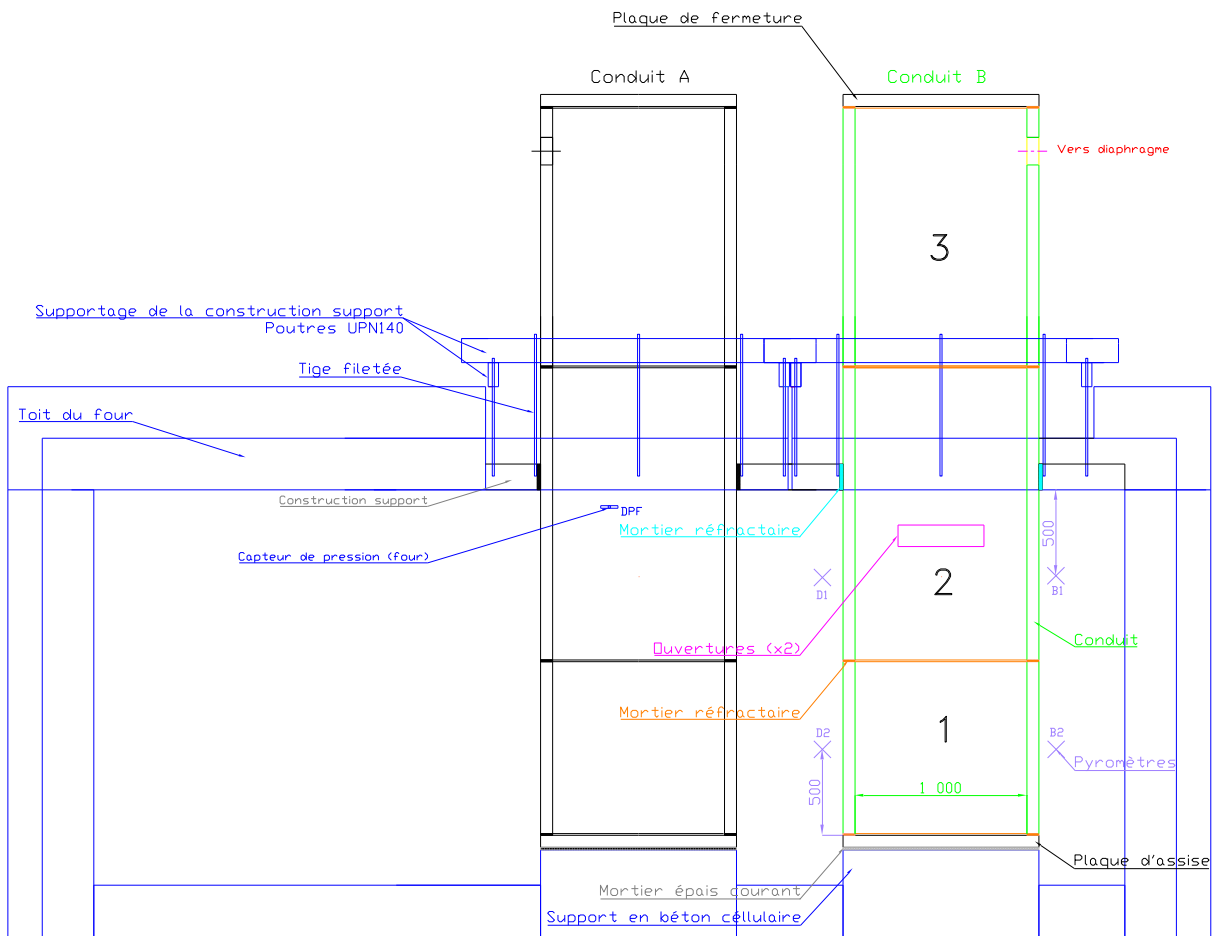 Plaque de fermeture
Conduit A
Conduit B
Vers diaphragme
3
Supportage de la construction support
Poutres UPN140
Tige filetée
Toit du four
Construction support
DPF
Mortier réfractaire
Capteur de pression (four)
500
2
D1
B1
Ouvertures (x2)
Conduit
Mortier réfractaire
1
D2
B2
Pyromètres
500
1 000
Plaque d'assise
Mortier épais courant
Support en béton céllulaire